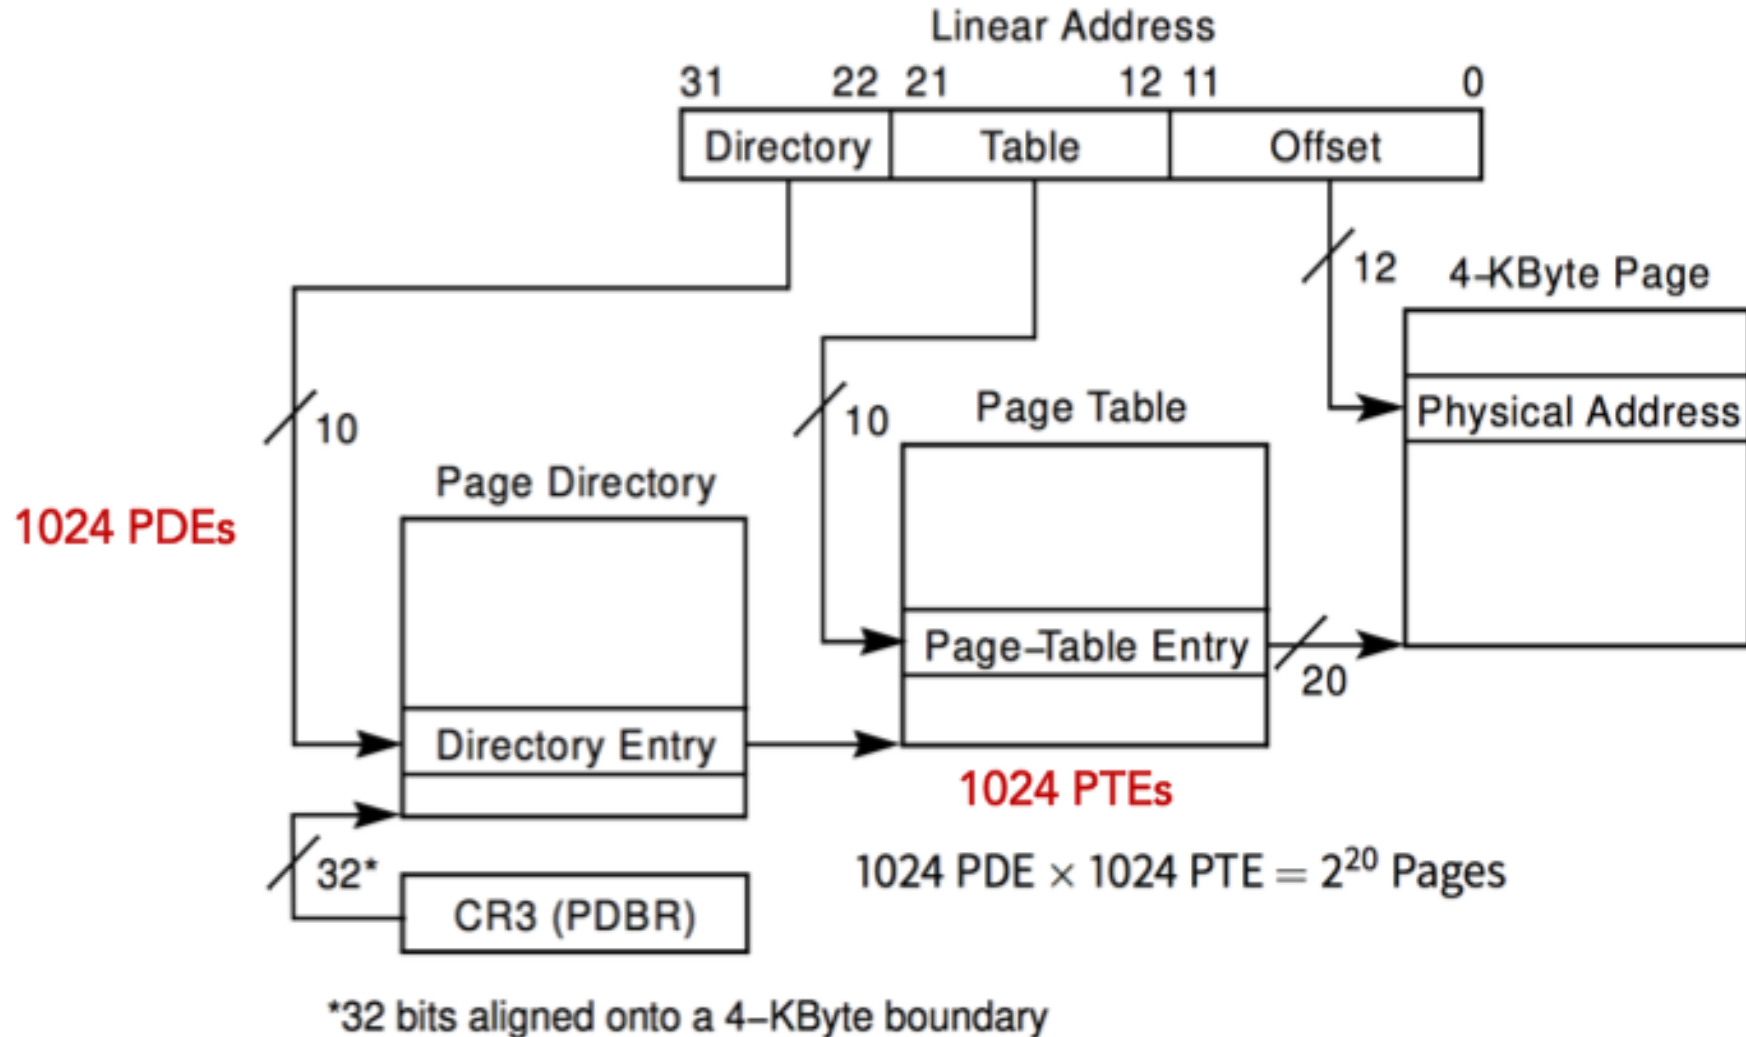 Linear Address
31 22 21 12 11 0
Directory Table Offset
12
4-KByte Page
Physical Address
10
10
Page Table
Page Directory
1024 PDEs
Page-Table Entry
20
Directory Entry
1024 PTEs
32*
1024 PDE × 1024 PTE = 2²⁰ Pages
CR3 (PDBR)
*32 bits aligned onto a 4-KByte boundary